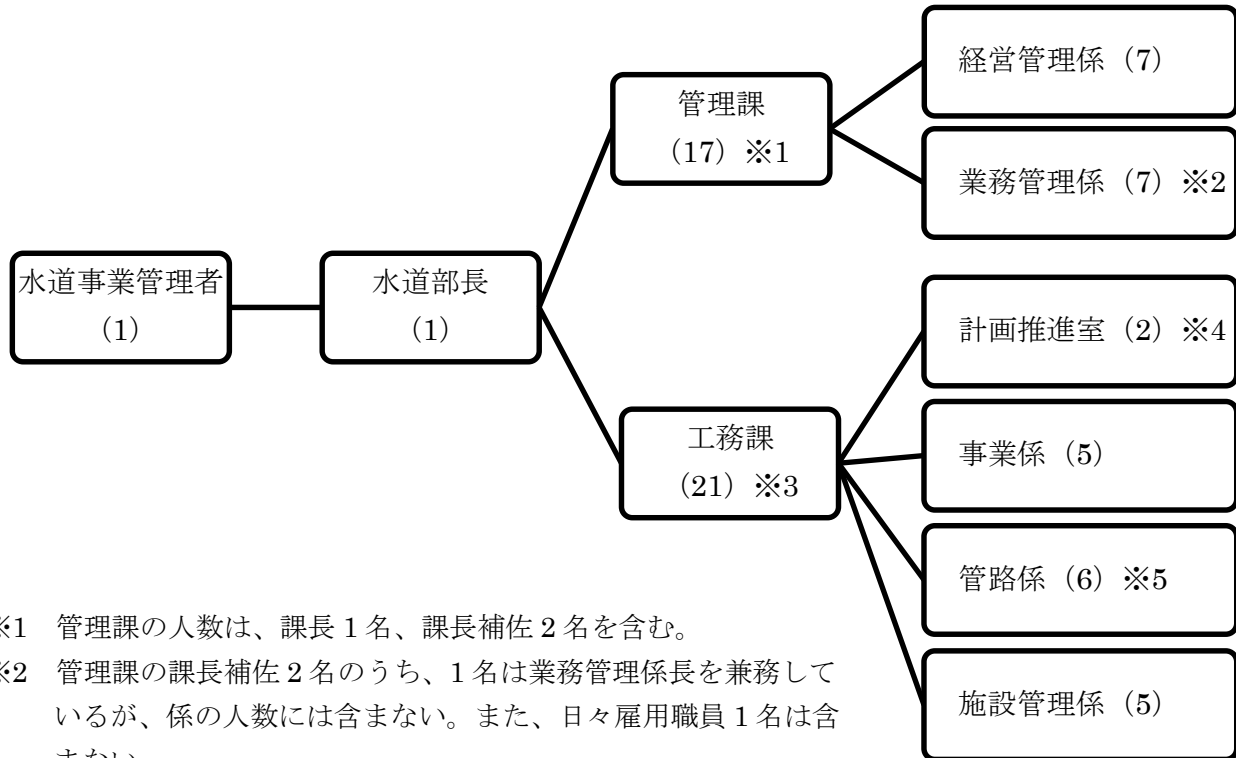 経営管理係（7）
管理課
（17）※1
業務管理係（7）※2
水道事業管理者
（1）
水道部長
（1）
計画推進室（2）※4
工務課
（21）※3
事業係（5）
管路係（6）※5
施設管理係（5）
※1　管理課の人数は、課長1名、課長補佐2名を含む。
※2　管理課の課長補佐2名のうち、1名は業務管理係長を兼務して
いるが、係の人数には含まない。また、日々雇用職員1名は含